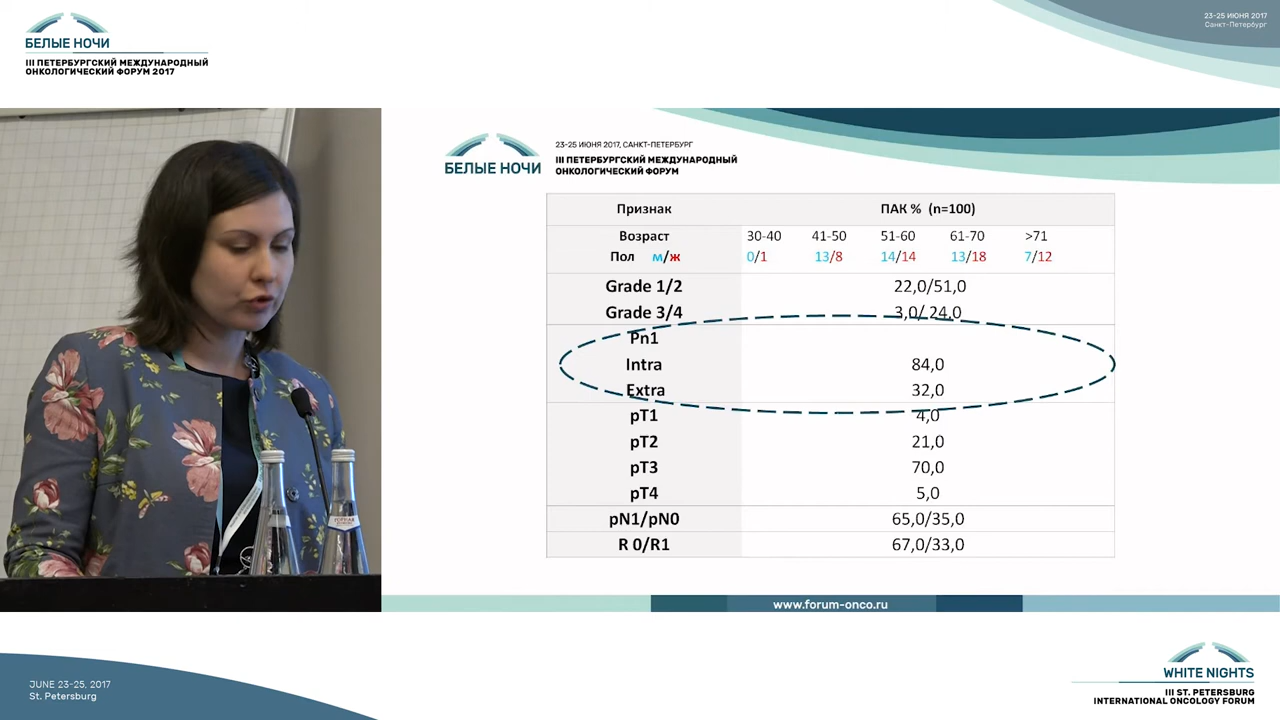 БЕЛЫЕ НОЧИ
III ПЕТЕРБУРГСКИЙ МЕЖДУНАРОДНЫЙ
ОНКОЛОГИЧЕСКИЙ ФОРУМ 2017
23-25 ИЮНЯ 2017
Санкт-Петербург
БЕЛЫЕ НОЧИ
23-25 ИЮНЯ 2017, САНКТ-ПЕТЕРБУРГ
III ПЕТЕРБУРГСКИЙ МЕЖДУНАРОДНЫЙ
ОНКОЛОГИЧЕСКИЙ ФОРУМ
Признак ПАК % (n=100)
Возраст 30-40 41-50 51-60 61-70 >71
Пол м/ж 0/1 13/8 14/14 13/18 7/12
Grade 1/2 22,0/51,0
Grade 3/4 3,0/ 24,0
Pn1
Intra 84,0
Extra 32,0
pT1 4,0
pT2 21,0
pT3 70,0
pT4 5,0
pN1/pN0 65,0/35,0
R 0/R1 67,0/33,0
www.forum-onco.ru
JUNE 23-25, 2017
St. Petersburg
WHITE NIGHTS
III ST. PETERSBURG
INTERNATIONAL ONCOLOGY FORUM